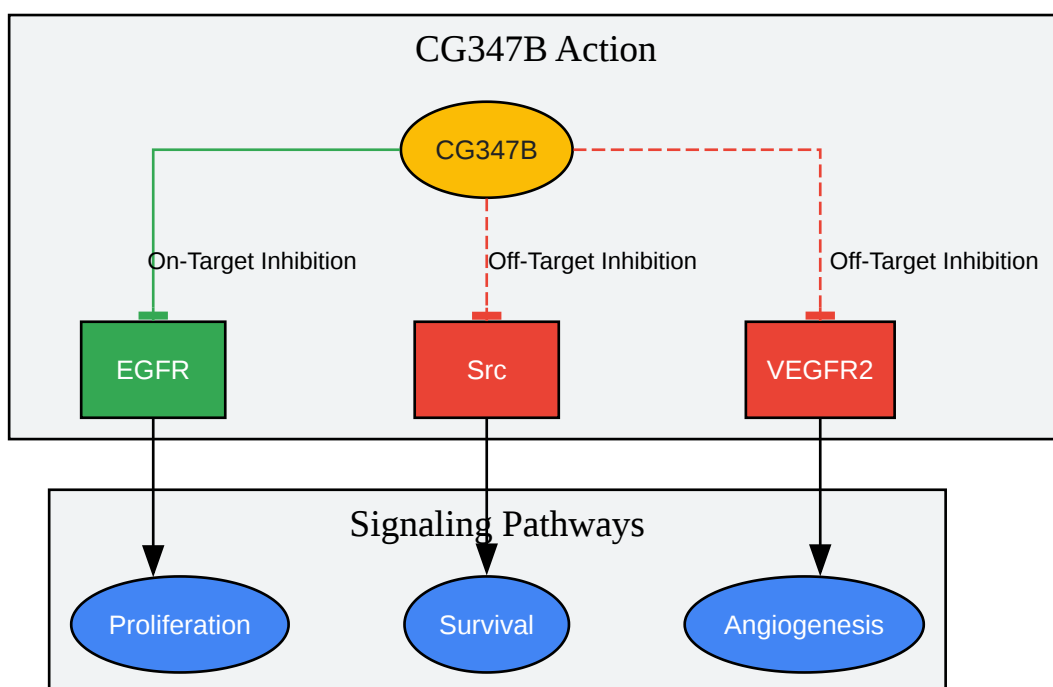 CG347B Action
CG347B
On-Target Inhibition
Off-Target Inhibition
Off-Target Inhibition
EGFR
Src
VEGFR2
Signaling Pathways
Proliferation
Survival
Angiogenesis